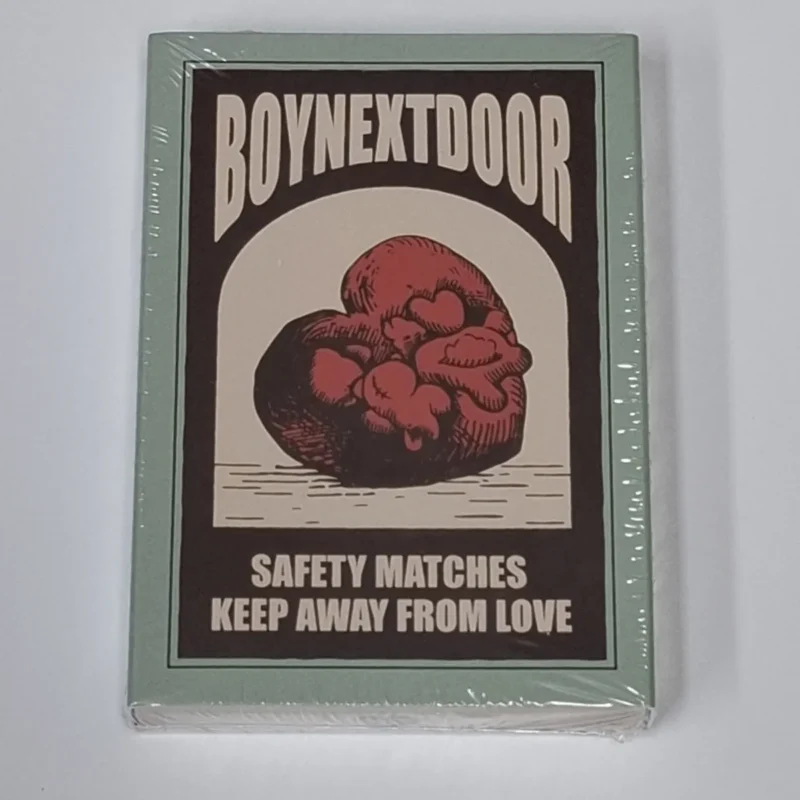 BOYNEXTDOOR
SAFETY MATCHES
KEEP AWAY FROM LOVE